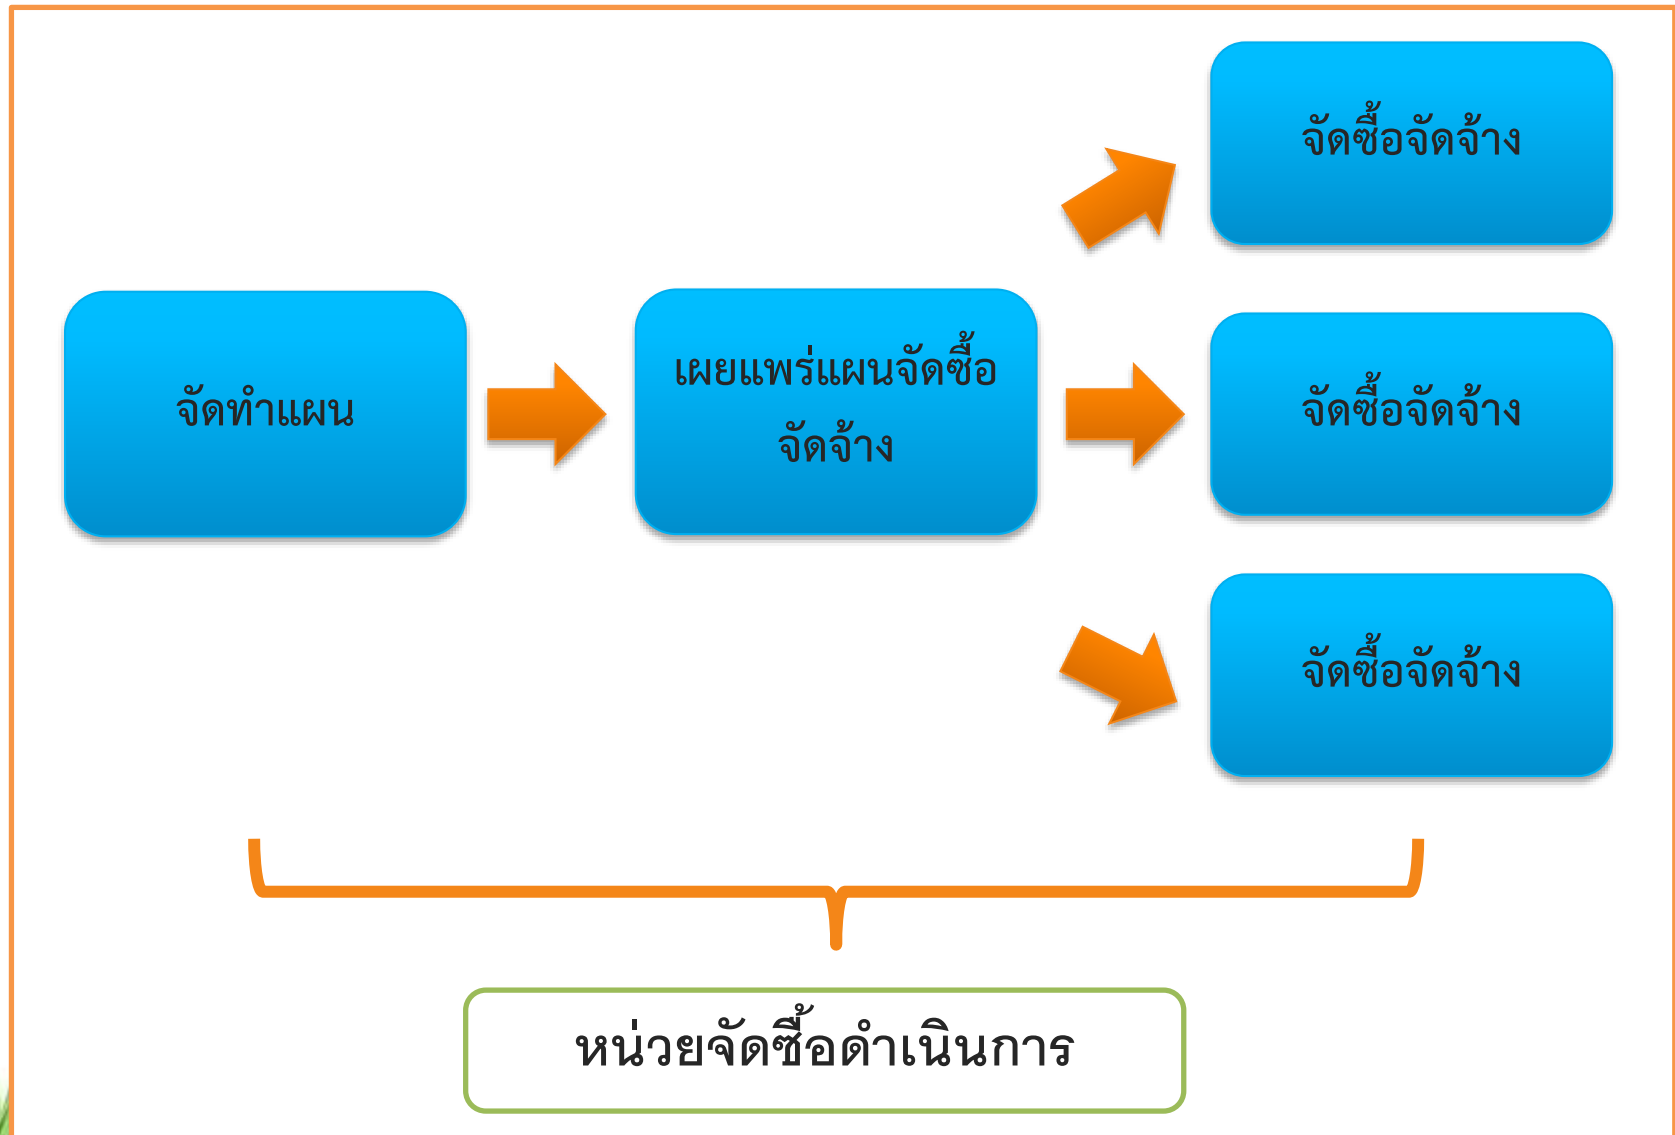 จัดทำแผน
เผยแพร่แผนจัดซื้อ
จัดจ้าง
จัดซื้อจัดจ้าง
จัดซื้อจัดจ้าง
จัดซื้อจัดจ้าง
หน่วยจัดซื้อดำเนินการ